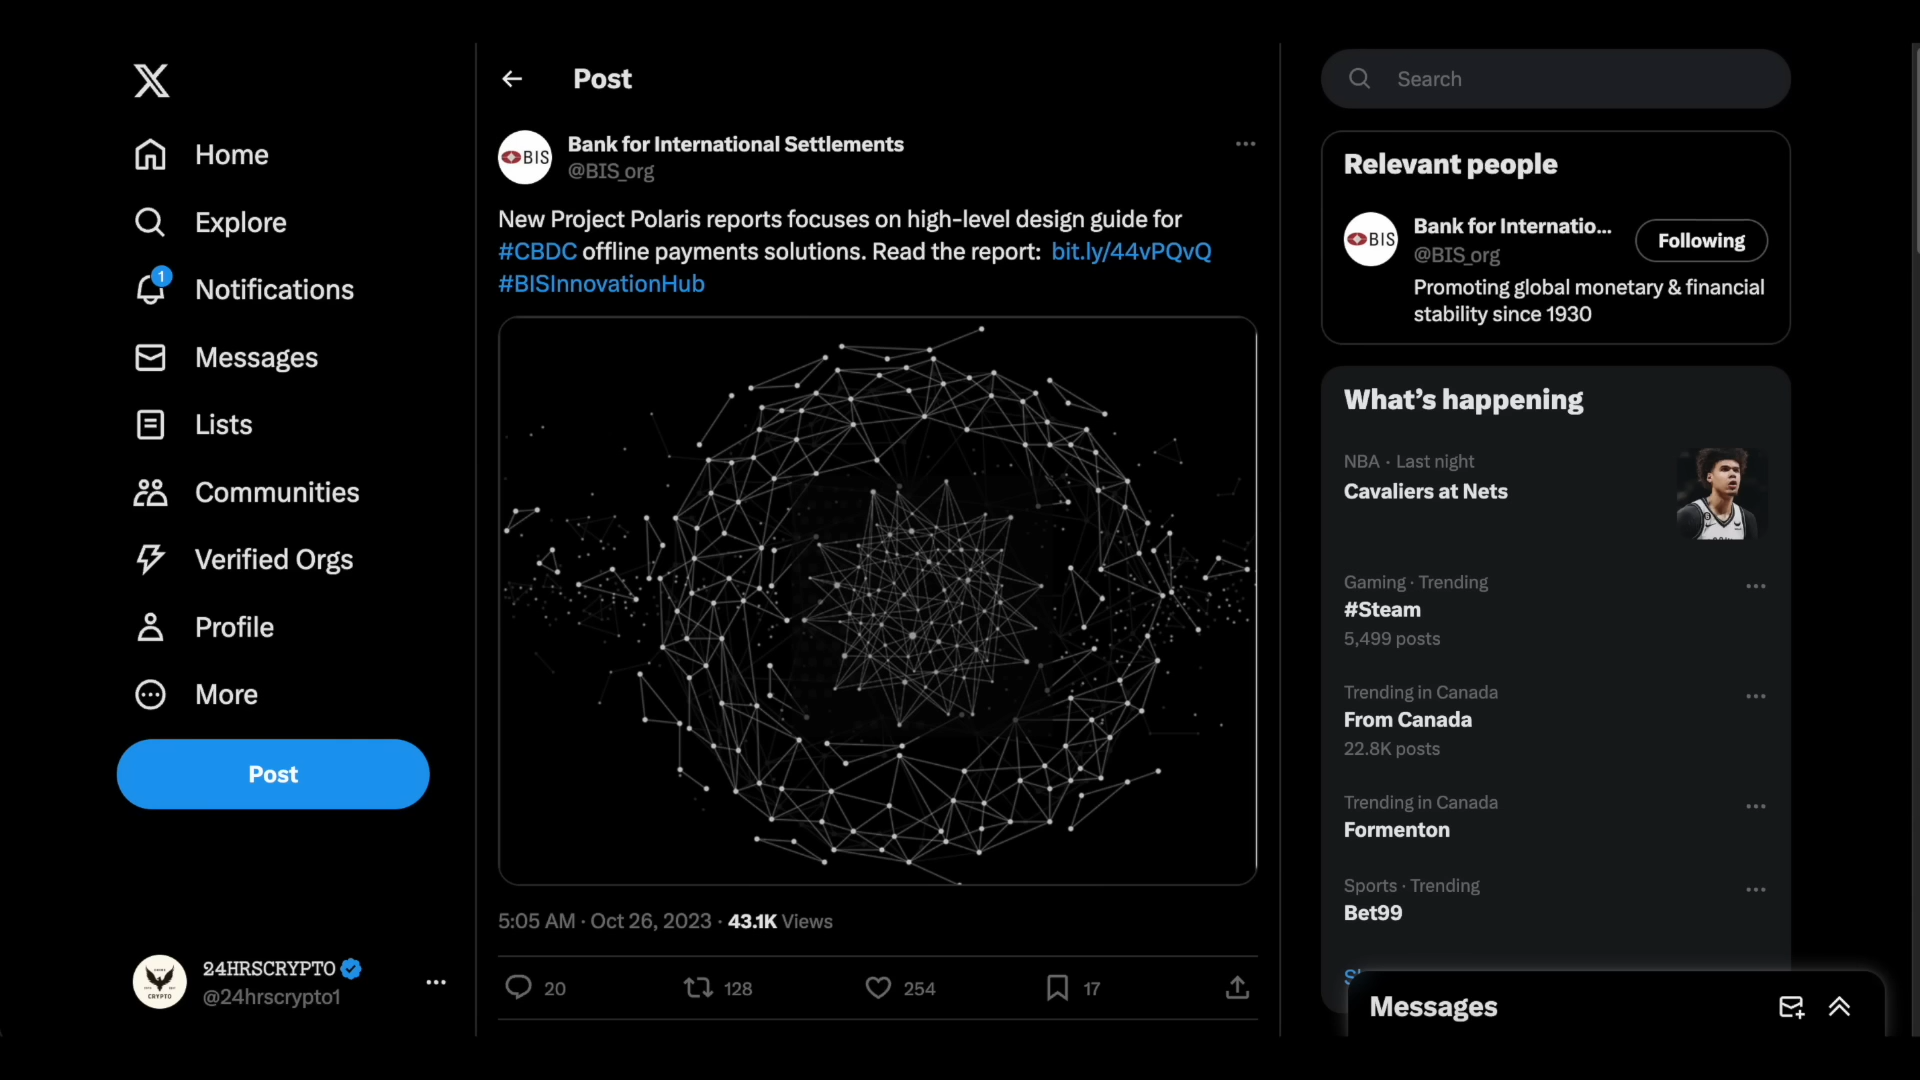 Home
Explore
1
Notifications
Messages
Lists
Communities
Verified Orgs
Profile
More
Post
24HRSCRYPTO
@24hrscrypto1
CRYPTO
Post
BIS
Bank for International Settlements
@BIS_org
New Project Polaris reports focuses on high-level design guide for
#CBDC offline payments solutions. Read the report: bit.ly/44vPQvQ
#BISInnovationHub
5:05 AM · Oct 26, 2023 · 43.1K Views
20
128
254
17
Search
Relevant people
BIS
Bank for Internatio...
@BIS_org
Following
Promoting global monetary & financial
stability since 1930
What's happening
NBA · Last night
Cavaliers at Nets
Gaming · Trending
#Steam
5,499 posts
Trending in Canada
From Canada
22.8K posts
Trending in Canada
Formenton
Sports · Trending
Bet99
Messages